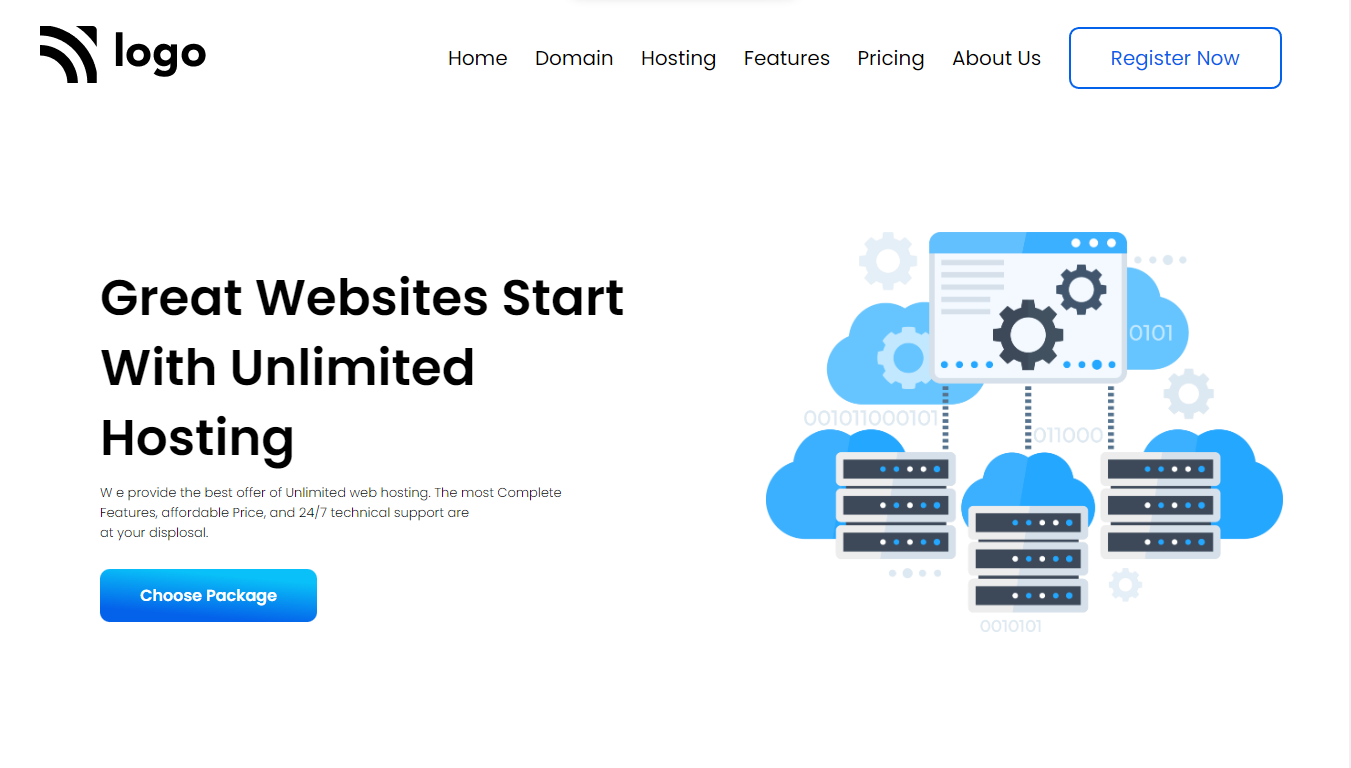 logo
Home Domain Hosting Features Pricing About Us Register Now
Great Websites Start
With Unlimited
Hosting
W e provide the best offer of Unlimited web hosting. The most Complete
Features, affordable Price, and 24/7 technical support are
at your displosal.
Choose Package
0101
001011000101
011000
0010101